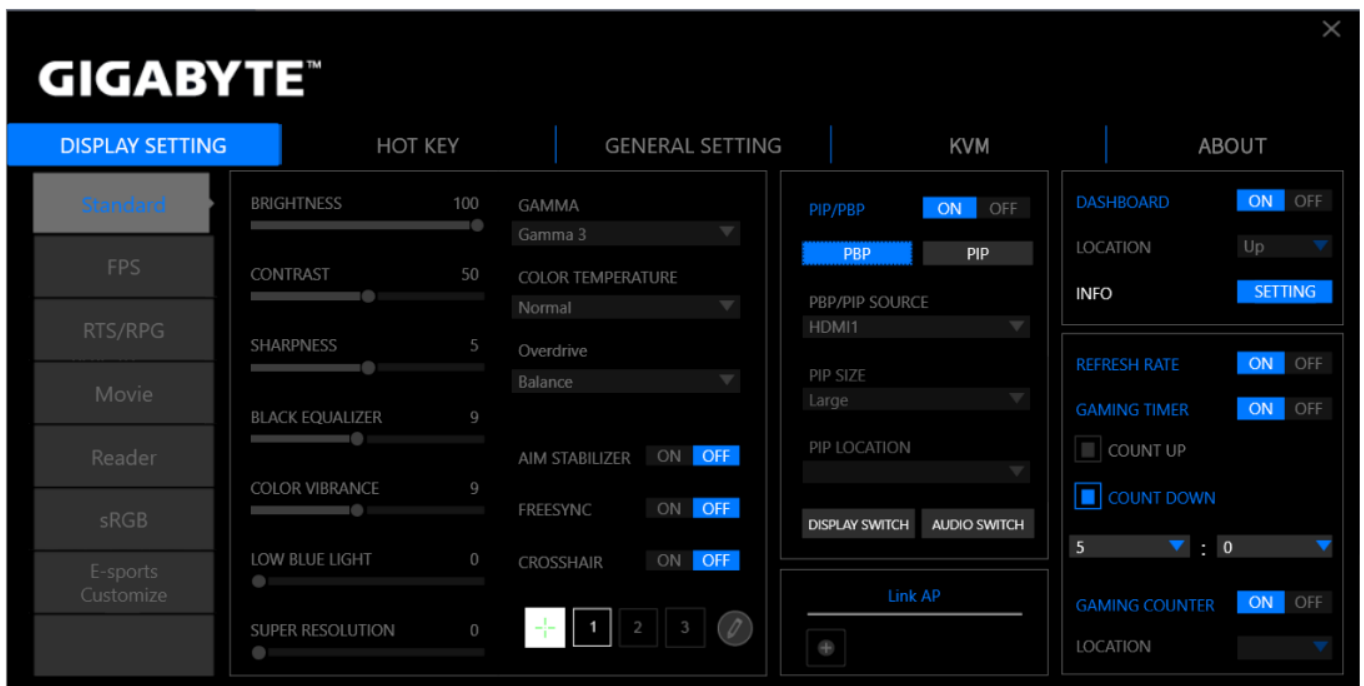 GIGABYTE™
DISPLAY SETTING
HOT KEY
GENERAL SETTING
KVM
ABOUT
Standard
FPS
RTS/RPG
Movie
Reader
sRGB
E-sports
Customize
BRIGHTNESS 100
CONTRAST 50
SHARPNESS 5
BLACK EQUALIZER 9
COLOR VIBRANCE 9
LOW BLUE LIGHT 0
SUPER RESOLUTION 0
GAMMA
Gamma 3
COLOR TEMPERATURE
Normal
Overdrive
Balance
AIM STABILIZER ON OFF
FREESYNC ON OFF
CROSSHAIR ON OFF
1 2 3
PIP/PBP ON OFF
PBP PIP
PBP/PIP SOURCE
HDMI1
PIP SIZE
Large
PIP LOCATION
DISPLAY SWITCH AUDIO SWITCH
Link AP
DASHBOARD ON OFF
LOCATION Up
INFO SETTING
REFRESH RATE ON OFF
GAMING TIMER ON OFF
COUNT UP
COUNT DOWN
5 : 0
GAMING COUNTER ON OFF
LOCATION